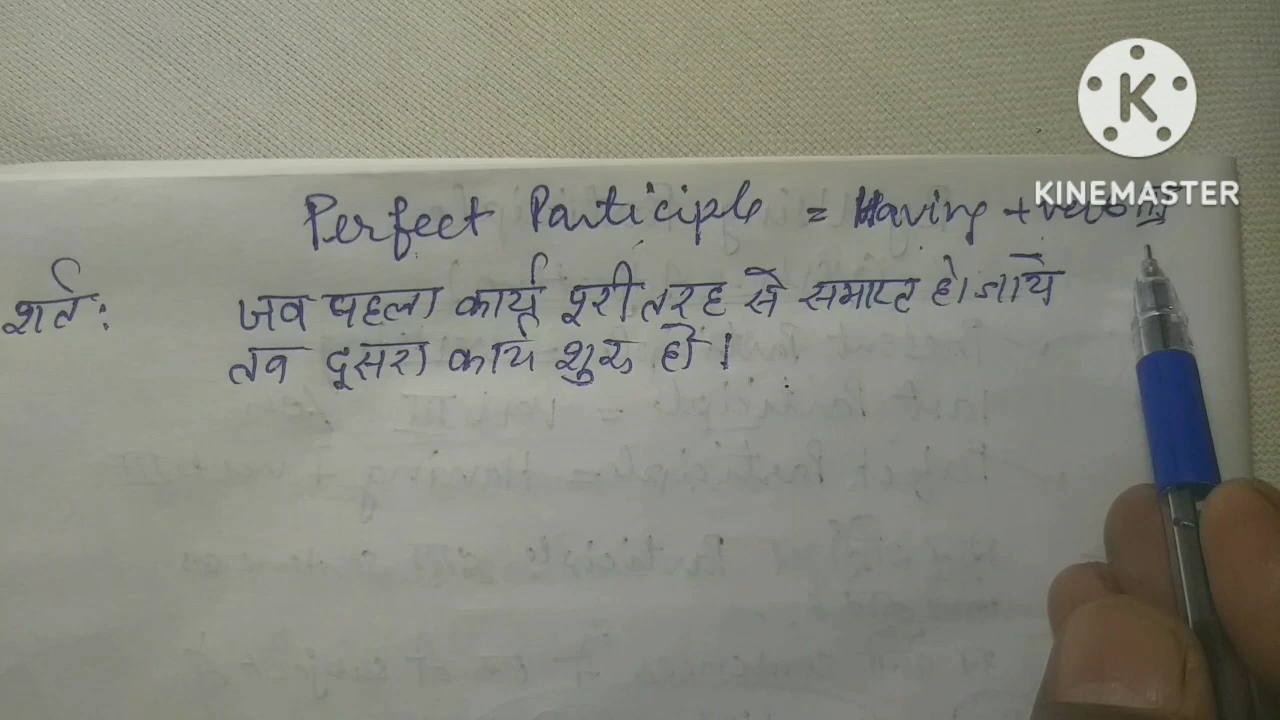 Perfect Participle = Having + verb III
शर्त: जब पहला कार्य पूरी तरह से समाप्त हो जाये
तब दूसरा कार्य शुरू हो।
K
KINEMASTER